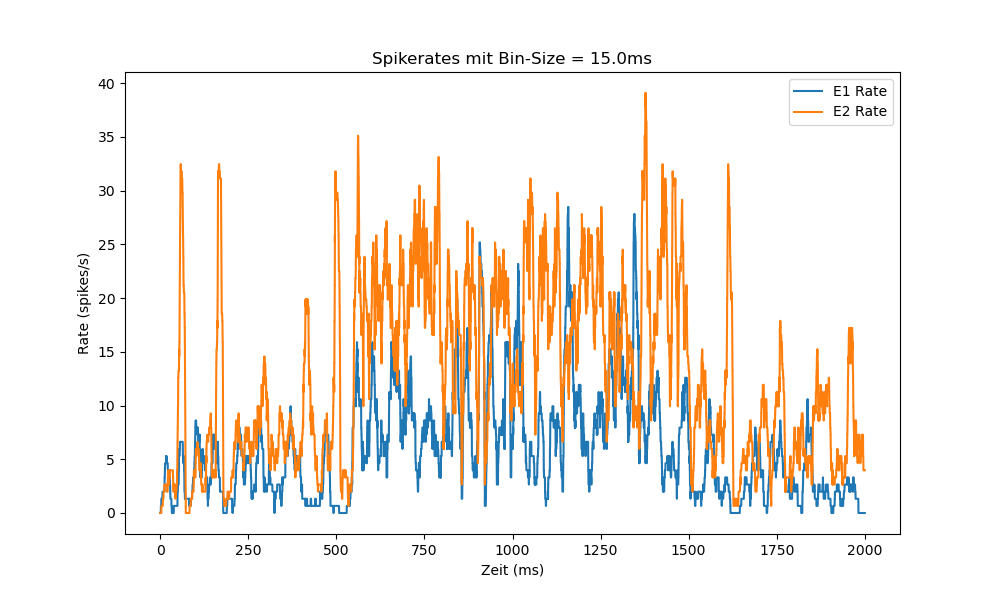 Spikerates mit Bin-Size = 15.0ms
E1 Rate
E2 Rate
40
35
30
25
20
15
10
5
0
Rate (spikes/s)
0 250 500 750 1000 1250 1500 1750 2000
Zeit (ms)